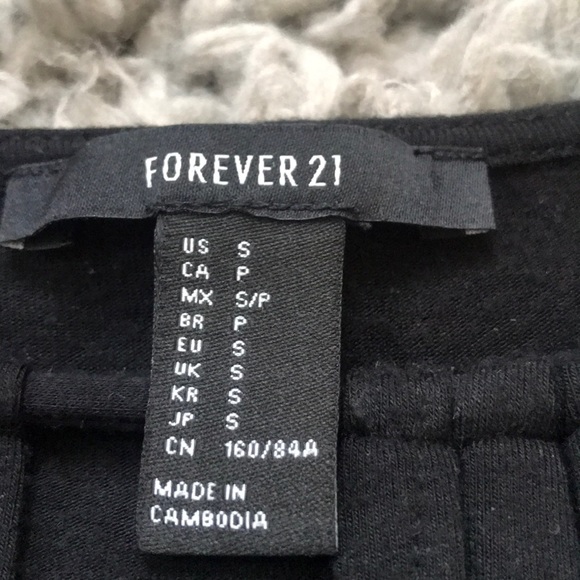 FOREVER 21
US S
CA P
MX S/P
BR P
EU S
UK S
KR S
JP S
CN 160/84A
MADE IN
CAMBODIA